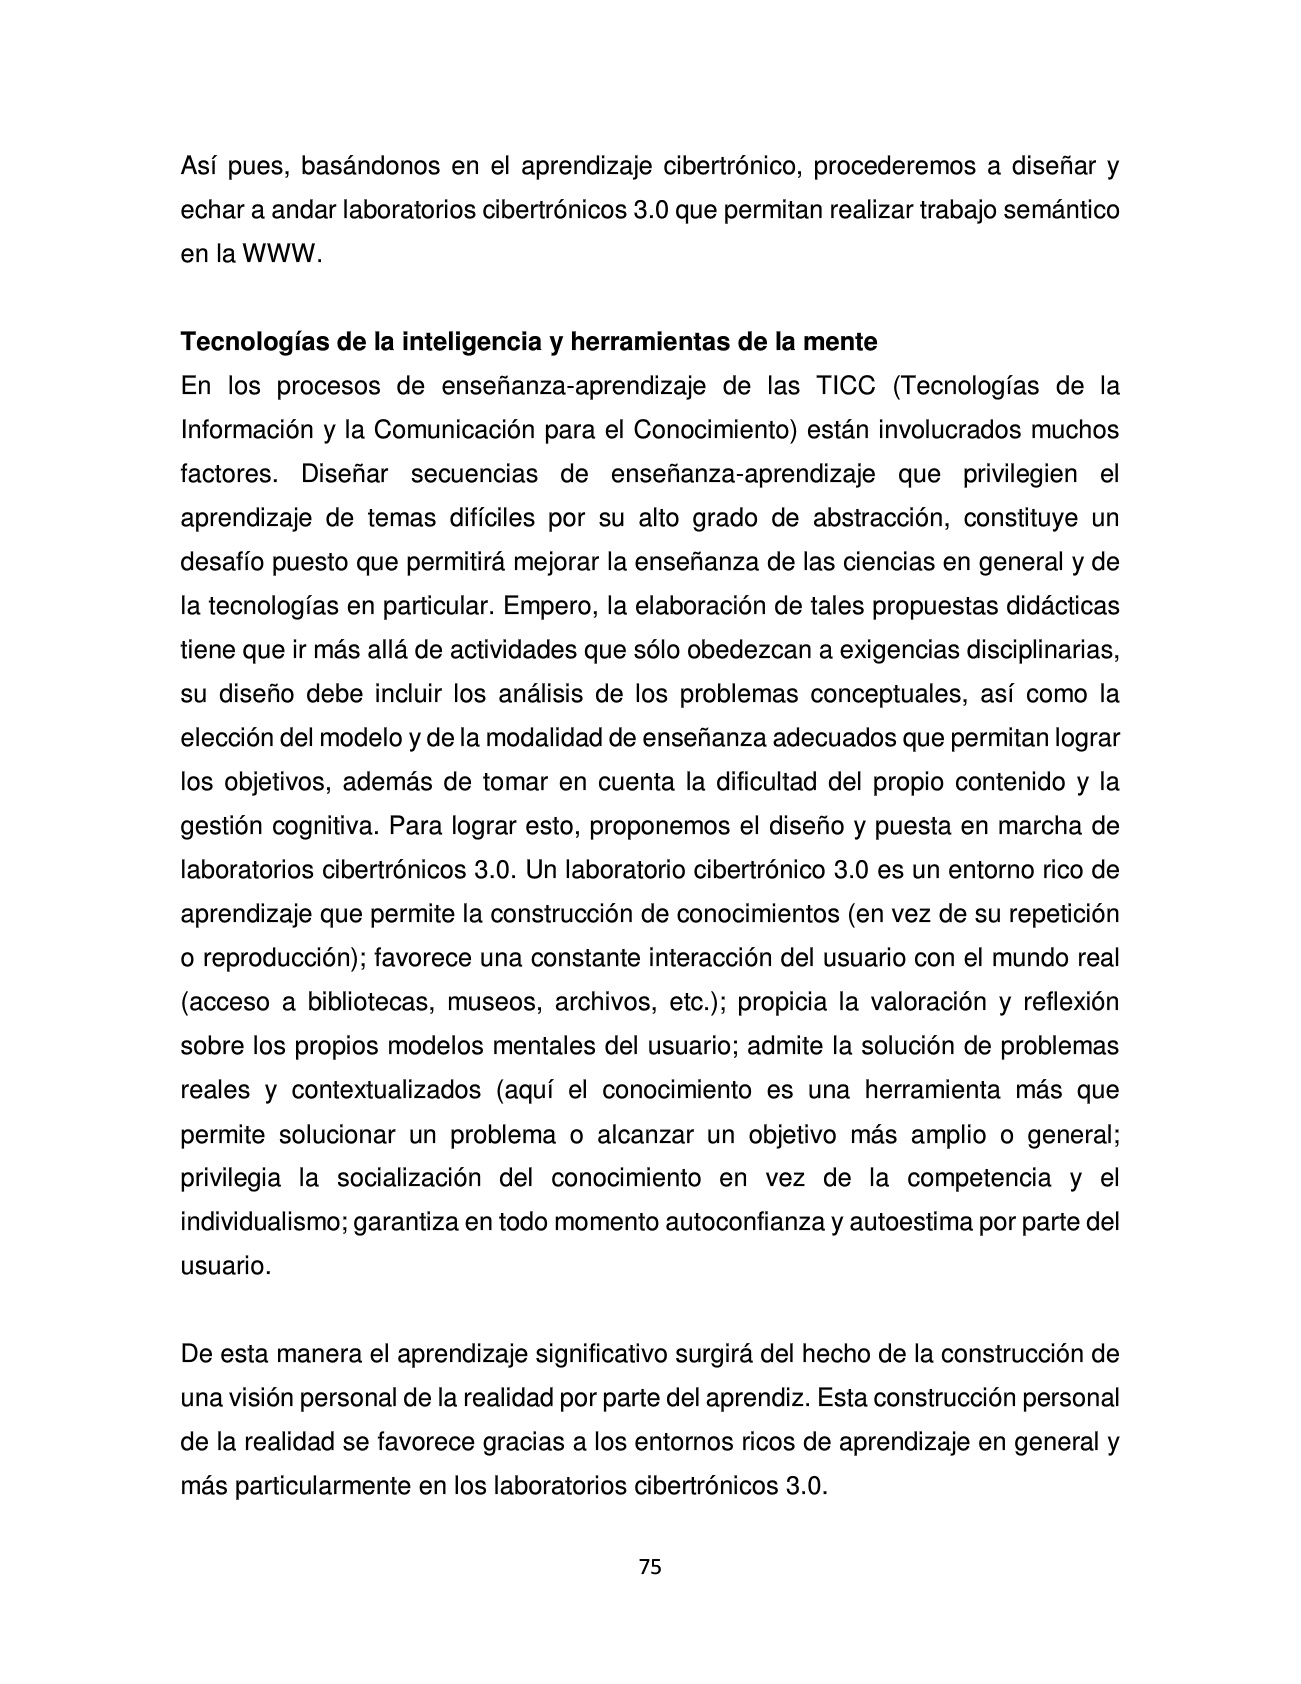 Así pues, basándonos en el aprendizaje cibertrónico, procederemos a diseñar y
echar a andar laboratorios cibertrónicos 3.0 que permitan realizar trabajo semántico
en la WWW.
Tecnologías de la inteligencia y herramientas de la mente
En los procesos de enseñanza-aprendizaje de las TICC (Tecnologías de la
Información y la Comunicación para el Conocimiento) están involucrados muchos
factores. Diseñar secuencias de enseñanza-aprendizaje que privilegien el
aprendizaje de temas difíciles por su alto grado de abstracción, constituye un
desafío puesto que permitirá mejorar la enseñanza de las ciencias en general y de
la tecnologías en particular. Empero, la elaboración de tales propuestas didácticas
tiene que ir más allá de actividades que sólo obedezcan a exigencias disciplinarias,
su diseño debe incluir los análisis de los problemas conceptuales, así como la
elección del modelo y de la modalidad de enseñanza adecuados que permitan lograr
los objetivos, además de tomar en cuenta la dificultad del propio contenido y la
gestión cognitiva. Para lograr esto, proponemos el diseño y puesta en marcha de
laboratorios cibertrónicos 3.0. Un laboratorio cibertrónico 3.0 es un entorno rico de
aprendizaje que permite la construcción de conocimientos (en vez de su repetición
o reproducción); favorece una constante interacción del usuario con el mundo real
(acceso a bibliotecas, museos, archivos, etc.); propicia la valoración y reflexión
sobre los propios modelos mentales del usuario; admite la solución de problemas
reales y contextualizados (aquí el conocimiento es una herramienta más que
permite solucionar un problema o alcanzar un objetivo más amplio o general;
privilegia la socialización del conocimiento en vez de la competencia y el
individualismo; garantiza en todo momento autoconfianza y autoestima por parte del
usuario.
De esta manera el aprendizaje significativo surgirá del hecho de la construcción de
una visión personal de la realidad por parte del aprendiz. Esta construcción personal
de la realidad se favorece gracias a los entornos ricos de aprendizaje en general y
más particularmente en los laboratorios cibertrónicos 3.0.
75